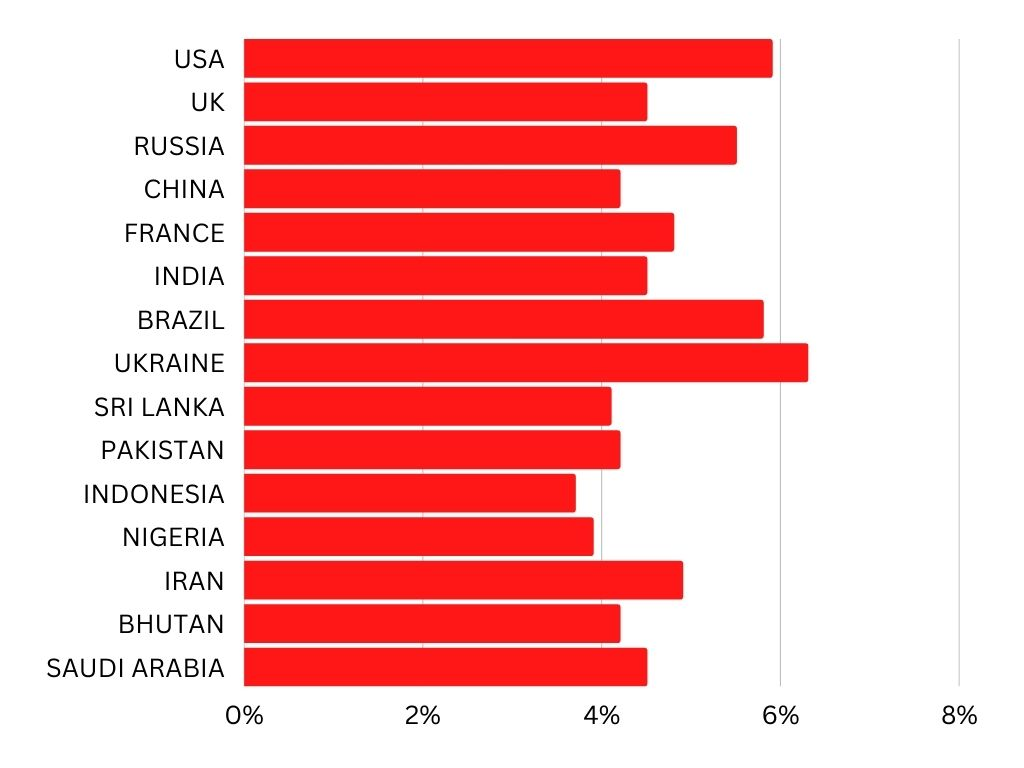 USA
UK
RUSSIA
CHINA
FRANCE
INDIA
BRAZIL
UKRAINE
SRI LANKA
PAKISTAN
INDONESIA
NIGERIA
IRAN
BHUTAN
SAUDI ARABIA
0% 2% 4% 6% 8%